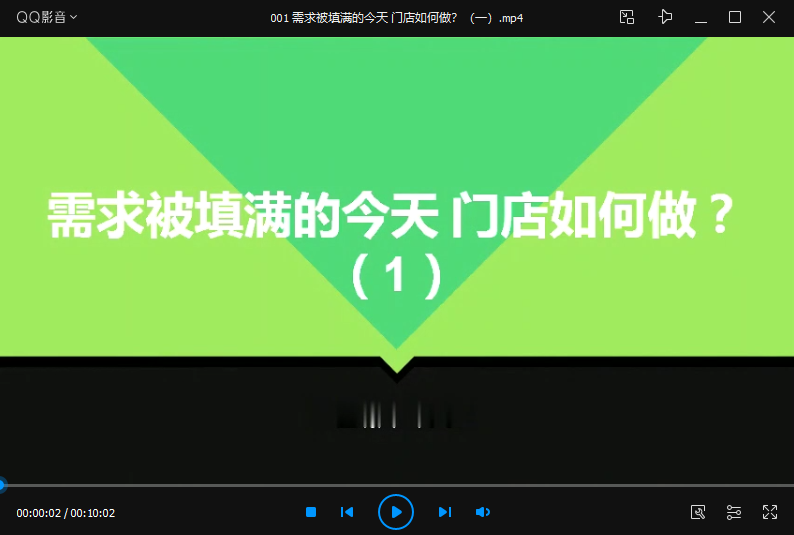 QQ影音
001 需求被填满的今天 门店如何做？ （一）.mp4
需求被填满的今天 门店如何做？
（1）
00:00:02 / 00:10:02